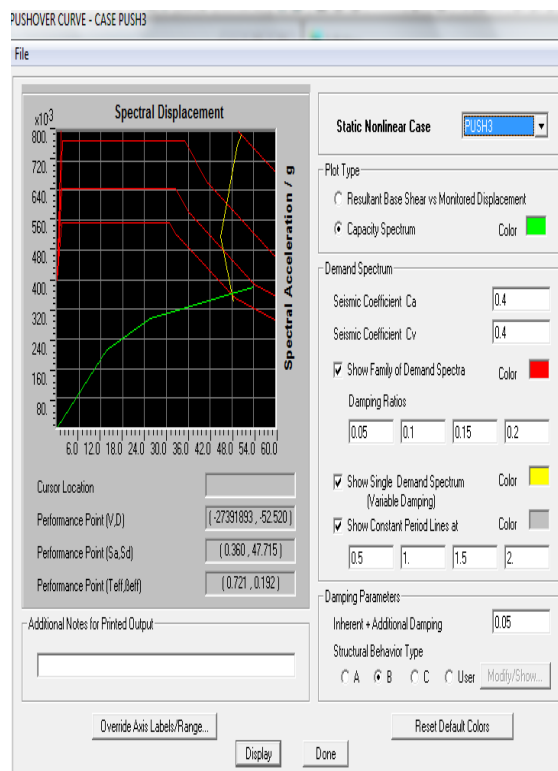 PUSHOVER CURVE - CASE PUSH3
File
Spectral Displacement
x10³
800.
720.
640.
560.
480.
400.
320.
240.
160.
80.
6.0 12.0 18.0 24.0 30.0 36.0 42.0 48.0 54.0 60.0
Spectral Acceleration / g
Cursor Location
Performance Point (V,D) (-27391893 , -52.520 )
Performance Point (Sa,Sd) ( 0.360 , 47.715 )
Performance Point (Teff,βeff) ( 0.721 , 0.192 )
Additional Notes for Printed Output
Override Axis Labels/Range...
Static Nonlinear Case PUSH3
Plot Type
Resultant Base Shear vs Monitored Displacement
Capacity Spectrum Color
Demand Spectrum
Seismic Coefficient Ca 0.4
Seismic Coefficient Cv 0.4
Show Family of Demand Spectra Color
Damping Ratios
0.05 0.1 0.15 0.2
Show Single Demand Spectrum Color
(Variable Damping)
Show Constant Period Lines at Color
0.5 1. 1.5 2.
Damping Parameters
Inherent + Additional Damping 0.05
Structural Behavior Type
A B C User Modify/Show...
Reset Default Colors
Display Done